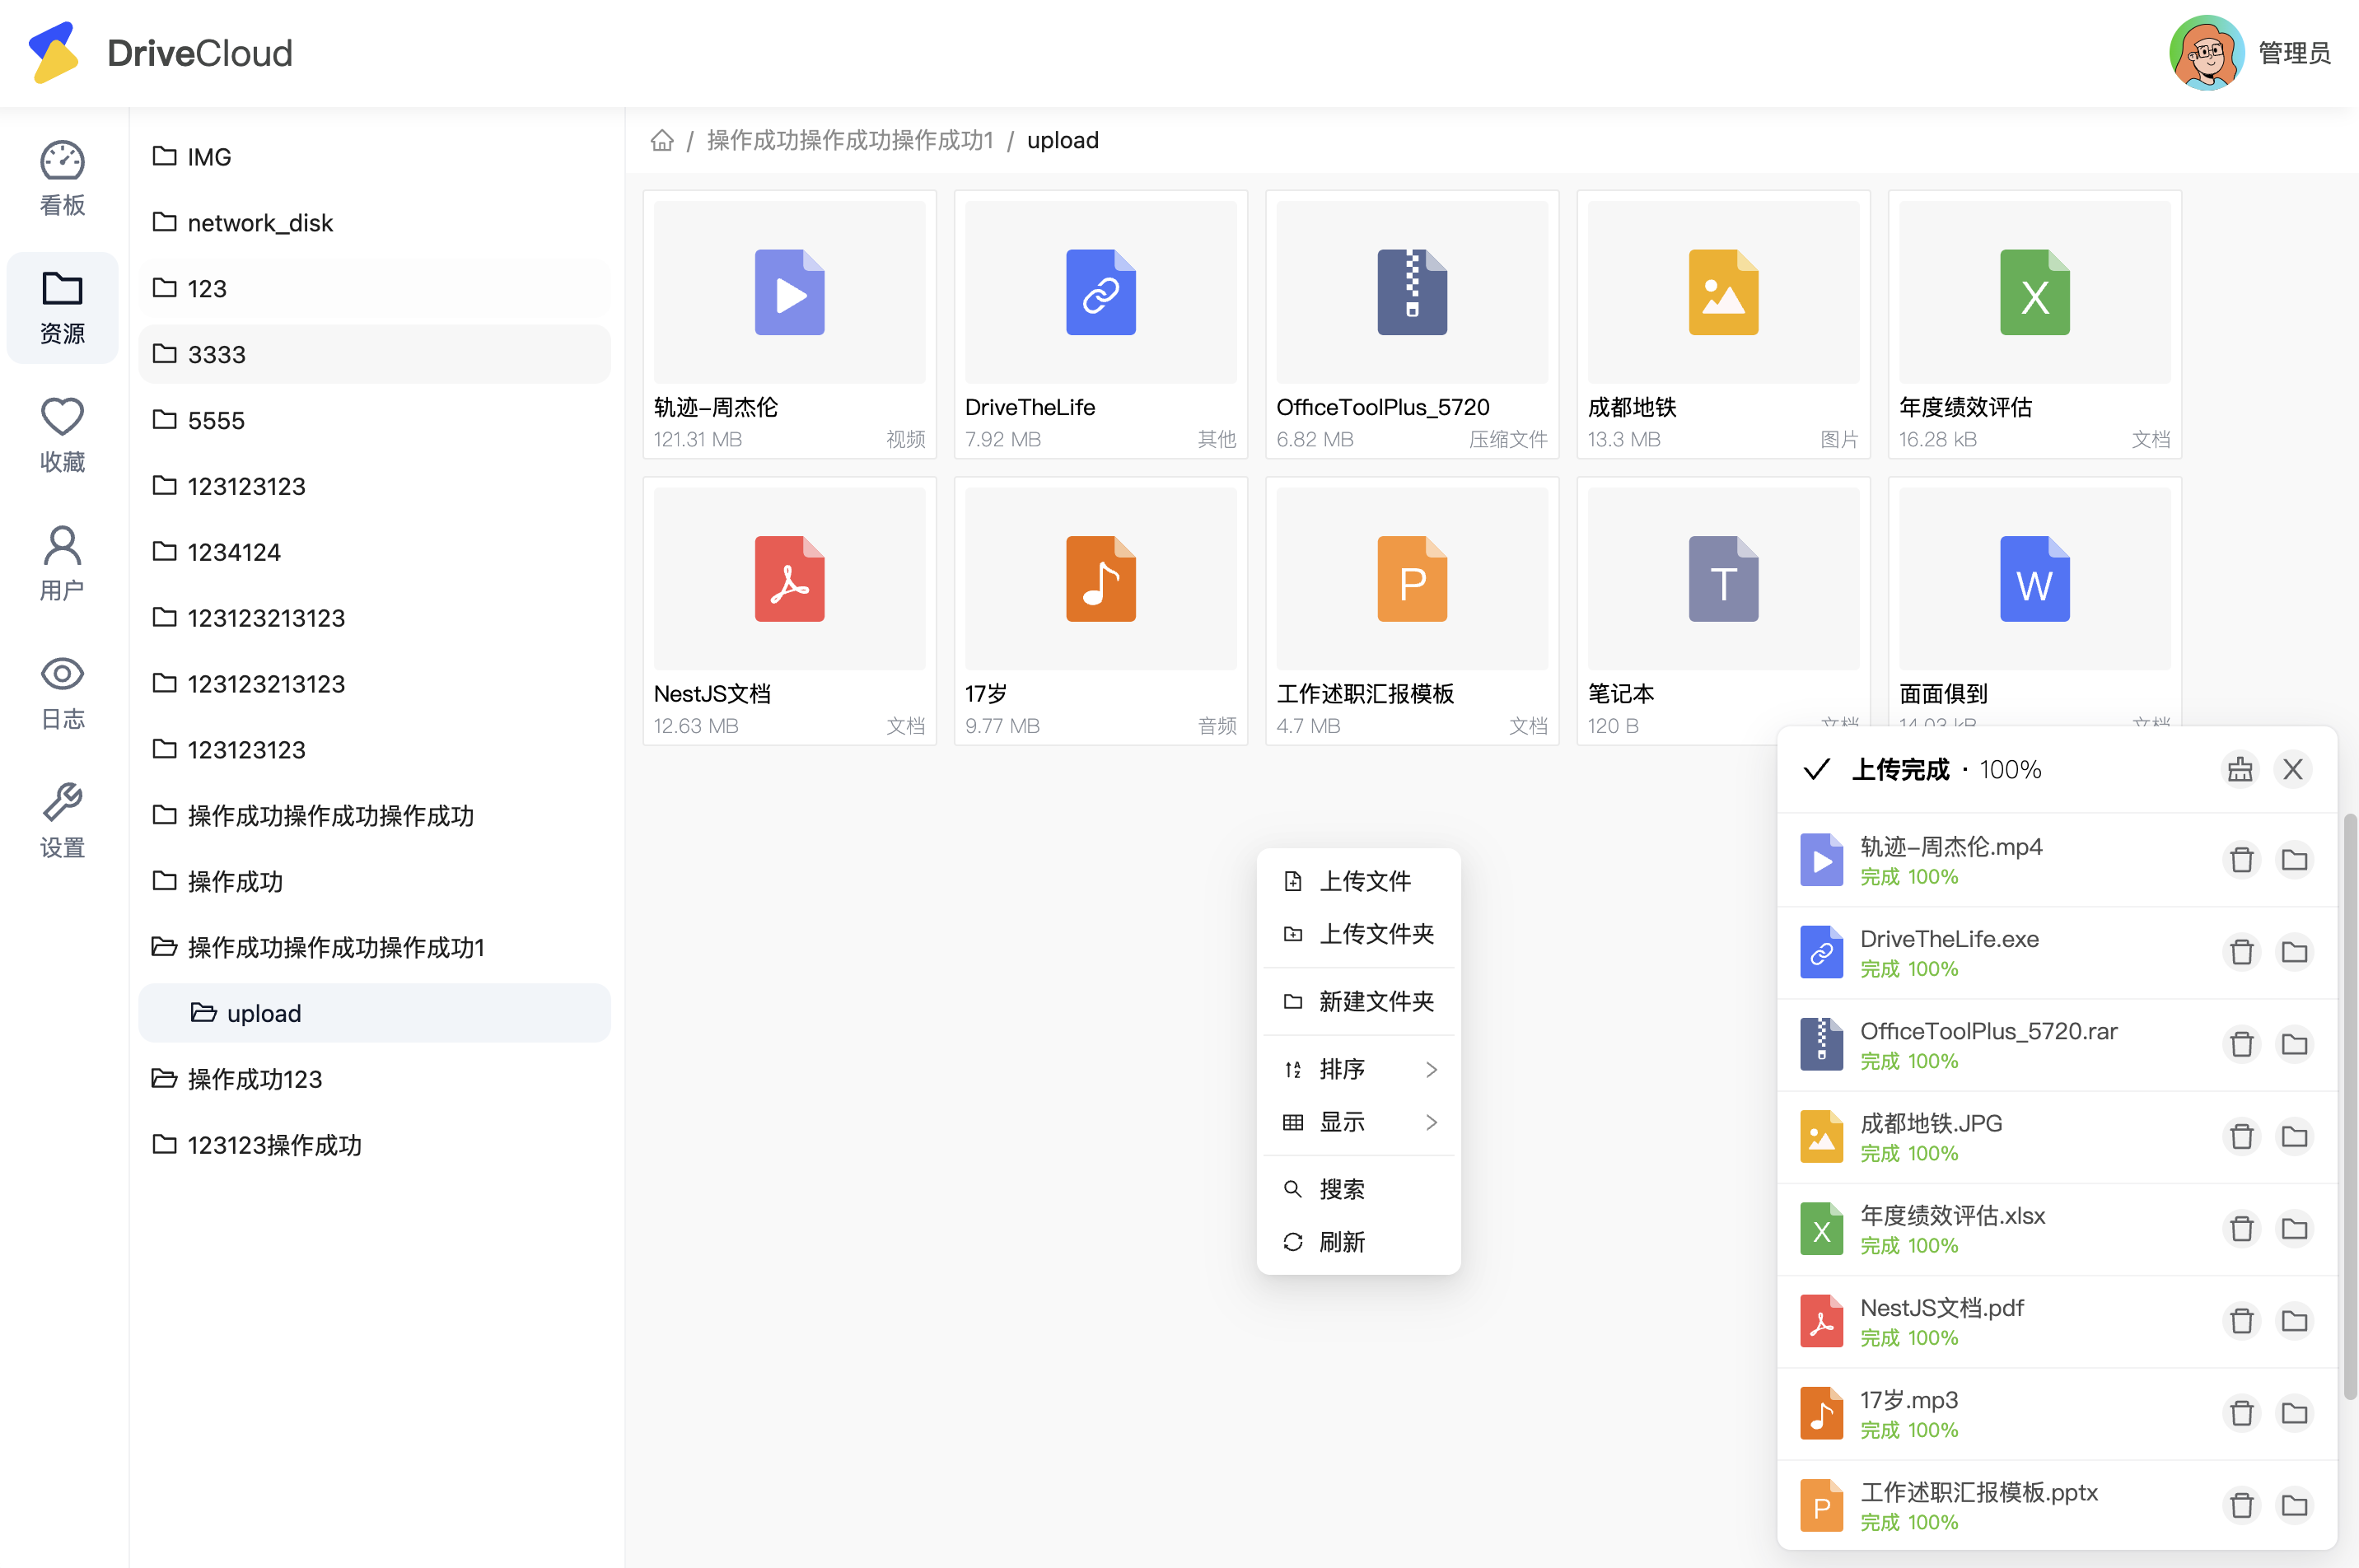 DriveCloud
管理员
看板
资源
收藏
用户
日志
设置
IMG
network_disk
123
3333
5555
123123123
1234124
123123213123
123123213123
123123123
操作成功操作成功操作成功
操作成功
操作成功操作成功操作成功1
upload
操作成功123
123123操作成功
/ 操作成功操作成功操作成功1 / upload
轨迹-周杰伦
121.31 MB 视频
DriveTheLife
7.92 MB 其他
OfficeToolPlus_5720
6.82 MB 压缩文件
成都地铁
13.3 MB 图片
年度绩效评估
16.28 kB 文档
NestJS文档
12.63 MB 文档
17岁
9.77 MB 音频
工作述职汇报模板
4.7 MB 文档
笔记本
120 B 文档
面面俱到
14.03 kB 文档
上传文件
上传文件夹
新建文件夹
排序
显示
搜索
刷新
上传完成 · 100%
轨迹-周杰伦.mp4
完成 100%
DriveTheLife.exe
完成 100%
OfficeToolPlus_5720.rar
完成 100%
成都地铁.JPG
完成 100%
年度绩效评估.xlsx
完成 100%
NestJS文档.pdf
完成 100%
17岁.mp3
完成 100%
工作述职汇报模板.pptx
完成 100%